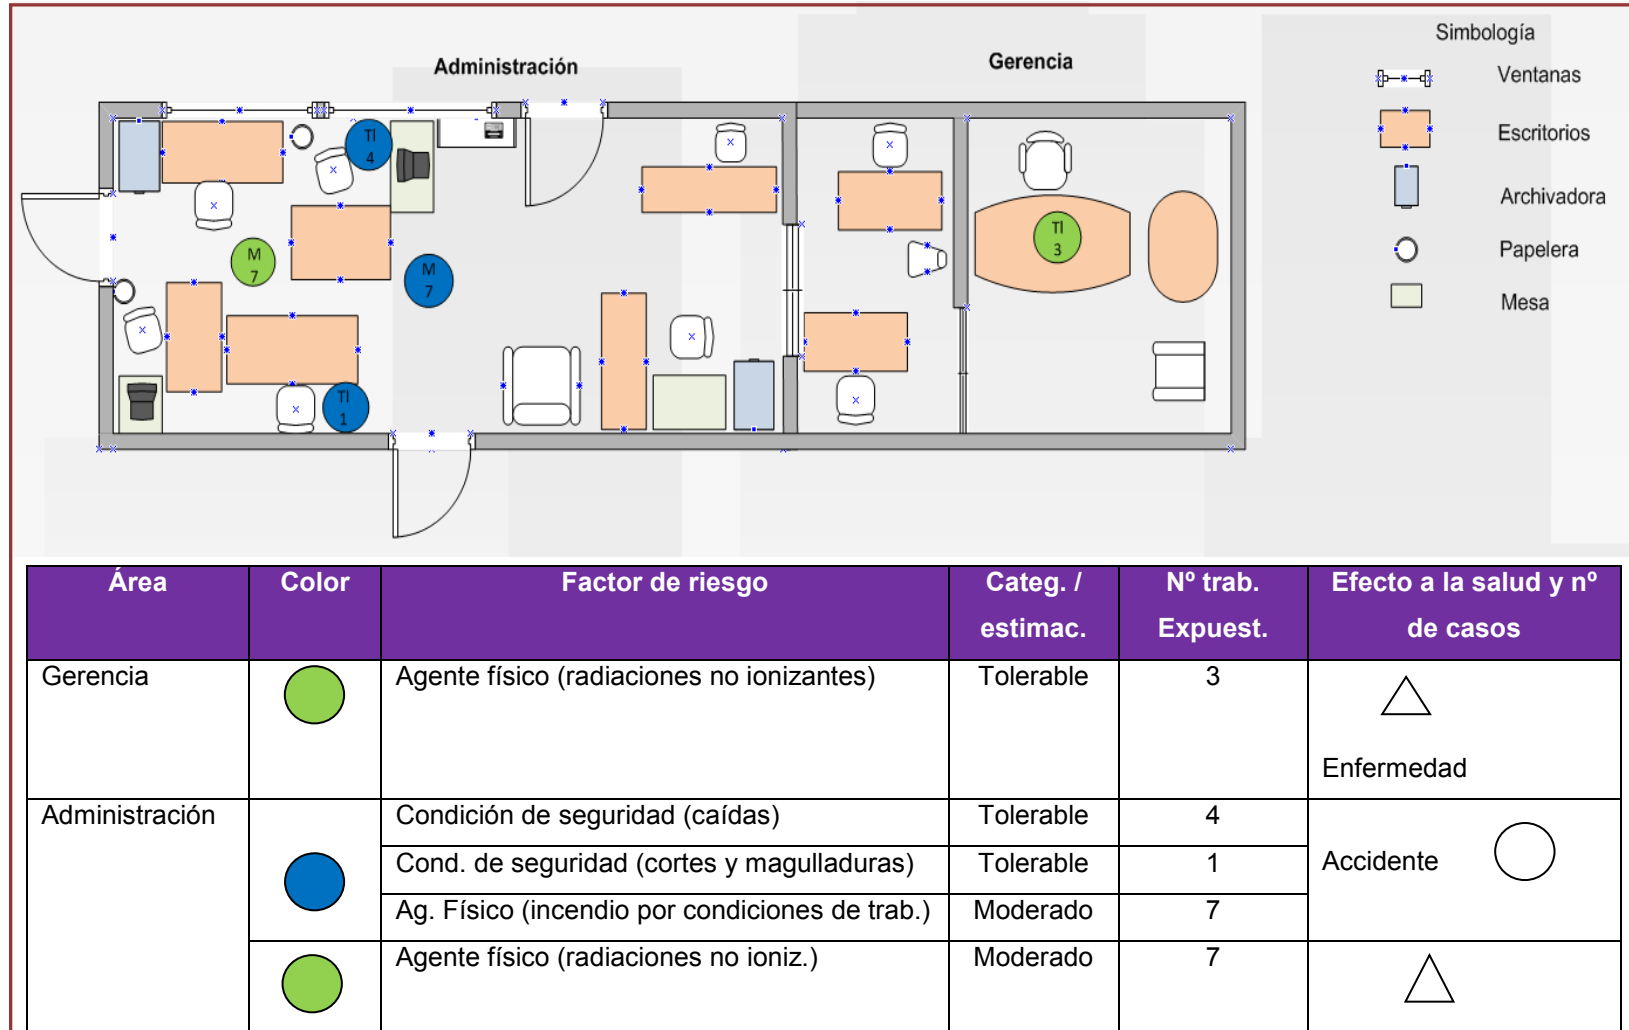 Simbología
Administración
Gerencia
Ventanas
Escritorios
Archivadora
Papelera
Mesa
TI
4
M
7
M
7
TI
1
TI
3
Área Color Factor de riesgo Categ. / estimac. Nº trab. Expuest. Efecto a la salud y nº de casos
Gerencia Agente físico (radiaciones no ionizantes) Tolerable 3
Enfermedad
Administración Condición de seguridad (caídas) Tolerable 4
Accidente
Cond. de seguridad (cortes y magulladuras) Tolerable 1
Ag. Físico (incendio por condiciones de trab.) Moderado 7
Agente físico (radiaciones no ioniz.) Moderado 7